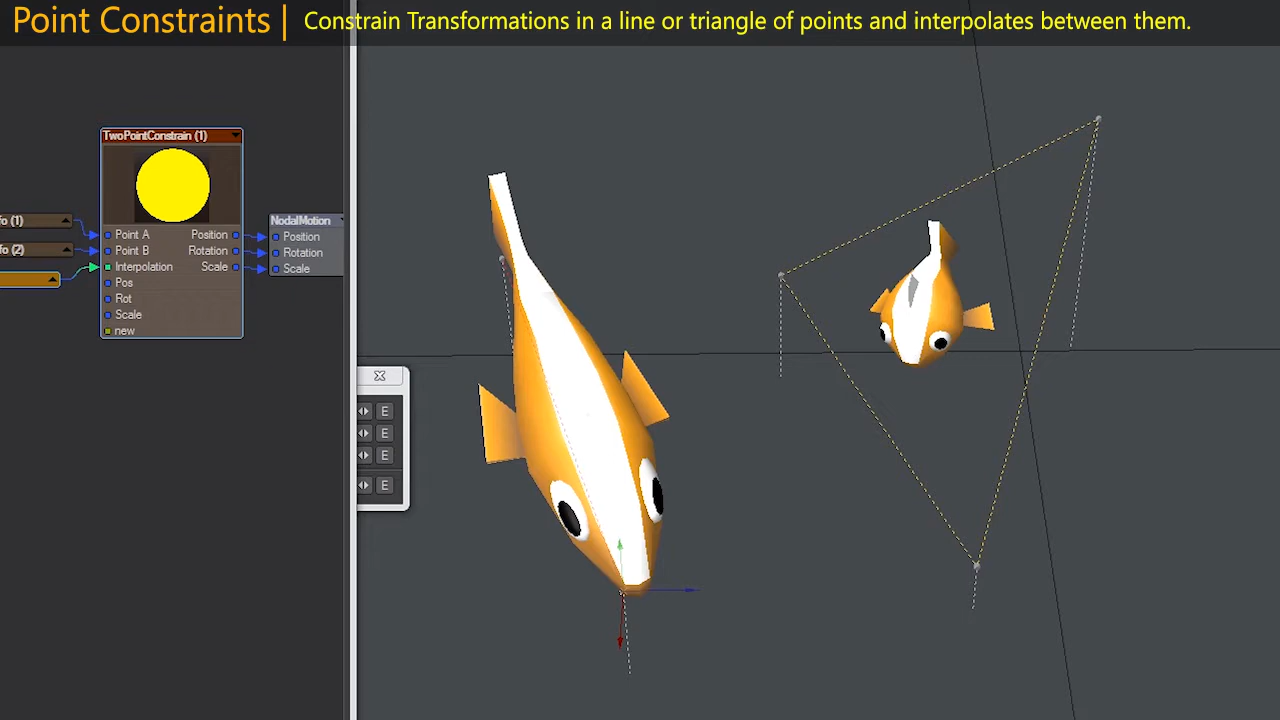 Point Constraints | Constrain Transformations in a line or triangle of points and interpolates between them.
TwoPointConstrain (1)
fo (1)
NodalMotion
Point A Position Position
fo (2)
Point B Rotation Rotation
Interpolation Scale Scale
Pos
Rot
Scale
new
E
E
E
E